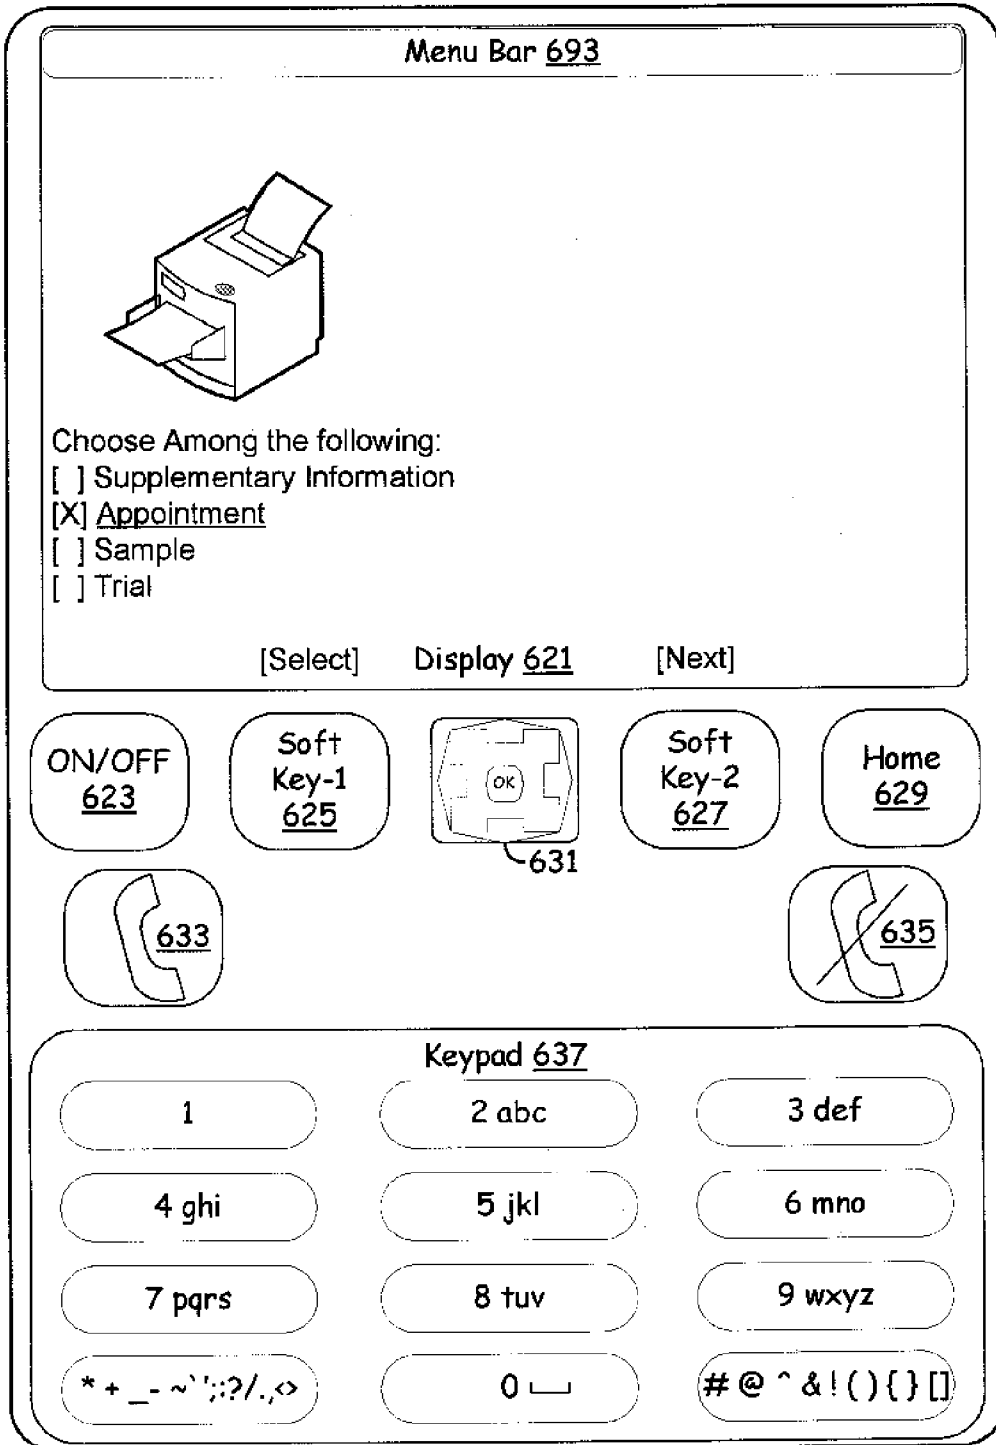 Menu Bar 693
Choose Among the following:
[ ] Supplementary Information
[X] Appointment
[ ] Sample
[ ] Trial
[Select] Display 621 [Next]
ON/OFF
623
Soft
Key-1
625
OK
631
Soft
Key-2
627
Home
629
633
635
Keypad 637
1
2 abc
3 def
4 ghi
5 jkl
6 mno
7 pqrs
8 tuv
9 wxyz
* + _- ~`';:?/.,<>
0 ⎵
# @ ^ & ! ( ) { } []